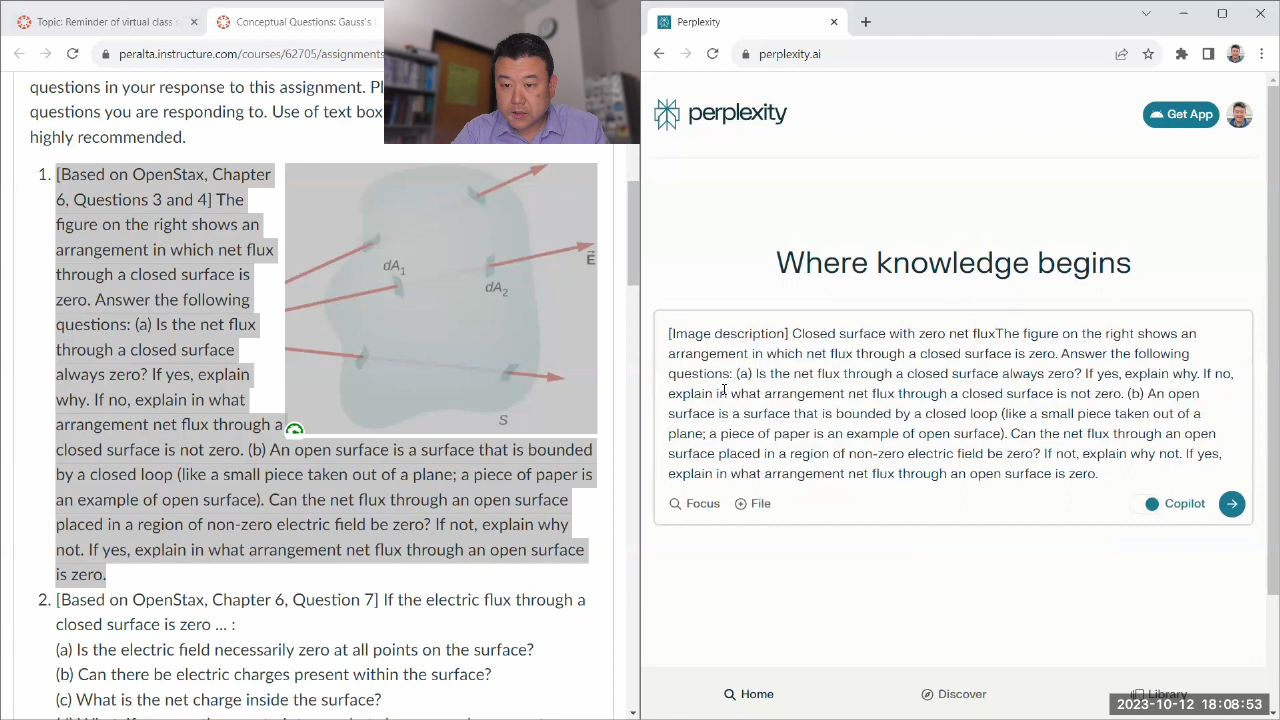 Topic: Reminder of virtual class s
Conceptual Questions: Gauss's l
peralta.instructure.com/courses/62705/assignments
questions in your response to this assignment. Pl
questions you are responding to. Use of text box
highly recommended.
1. [Based on OpenStax, Chapter
6, Questions 3 and 4] The
figure on the right shows an
arrangement in which net flux
through a closed surface is
zero. Answer the following
questions: (a) Is the net flux
through a closed surface
always zero? If yes, explain
why. If no, explain in what
arrangement net flux through a
closed surface is not zero. (b) An open surface is a surface that is bounded
by a closed loop (like a small piece taken out of a plane; a piece of paper is
an example of open surface). Can the net flux through an open surface
placed in a region of non-zero electric field be zero? If not, explain why
not. If yes, explain in what arrangement net flux through an open surface
is zero.
dA1
dA2
E
S
2. [Based on OpenStax, Chapter 6, Question 7] If the electric flux through a
closed surface is zero ... :
(a) Is the electric field necessarily zero at all points on the surface?
(b) Can there be electric charges present within the surface?
(c) What is the net charge inside the surface?
Perplexity
perplexity.ai
perplexity
Get App
Where knowledge begins
[Image description] Closed surface with zero net fluxThe figure on the right shows an
arrangement in which net flux through a closed surface is zero. Answer the following
questions: (a) Is the net flux through a closed surface always zero? If yes, explain why. If no,
explain in what arrangement net flux through a closed surface is not zero. (b) An open
surface is a surface that is bounded by a closed loop (like a small piece taken out of a
plane; a piece of paper is an example of open surface). Can the net flux through an open
surface placed in a region of non-zero electric field be zero? If not, explain why not. If yes,
explain in what arrangement net flux through an open surface is zero.
Focus
File
Copilot
Home
Discover
Library
2023-10-12 18:08:53